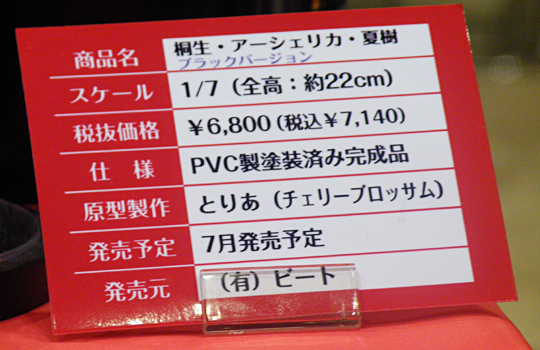 商品名 桐生・アーシェリカ・夏樹
ブラックバージョン
スケール 1/7（全高：約22cm）
税抜価格 ￥6,800（税込￥7,140）
仕 様 PVC製塗装済み完成品
原型製作 とりあ（チェリーブロッサム）
発売予定 7月発売予定
発売元 （有）ビート